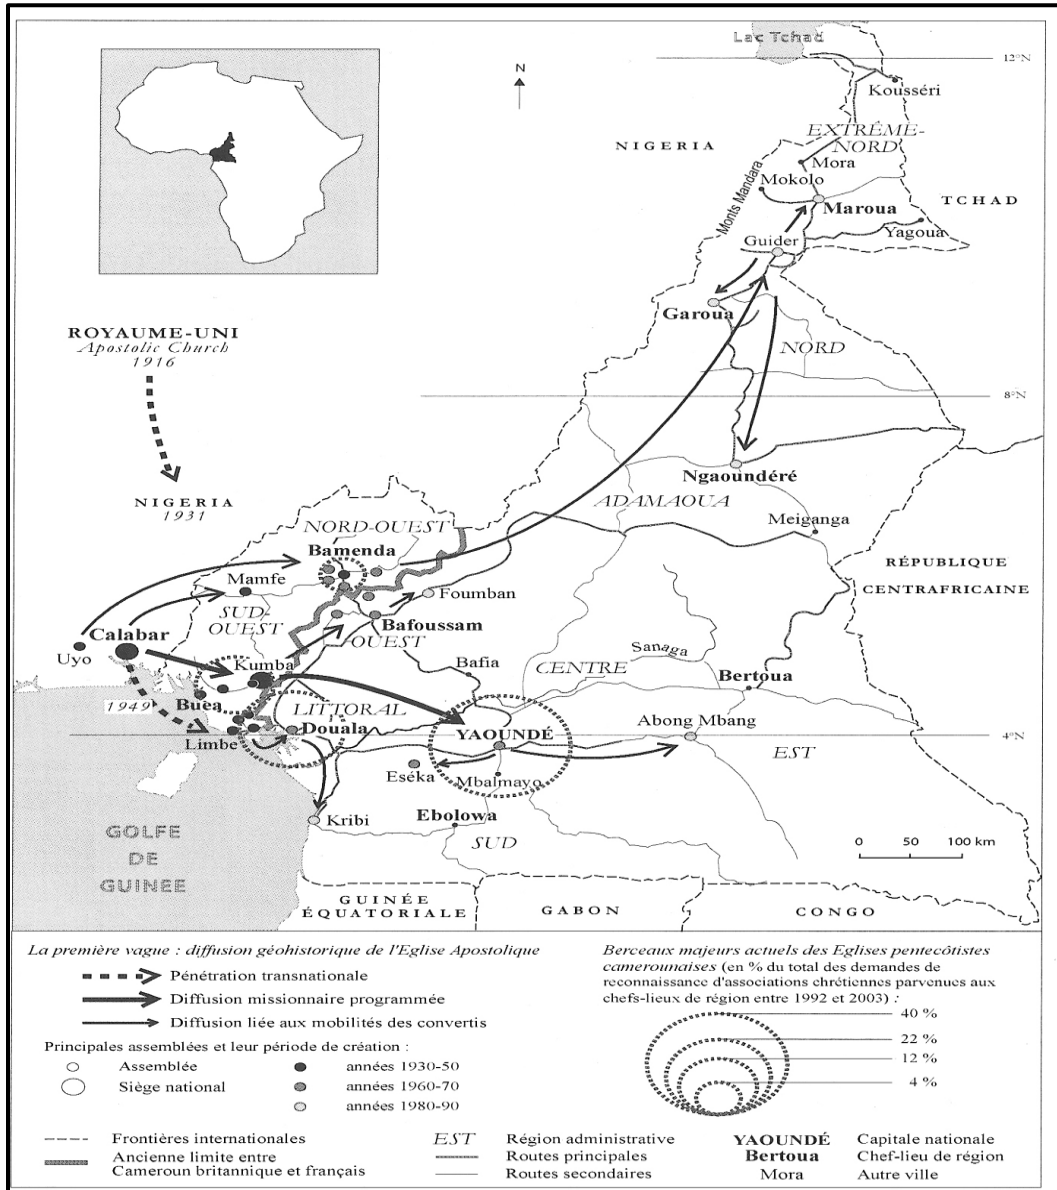 Lac Tchad
12°N
N
Kousséri
NIGERIA
EXTRÊME-
NORD
Mora
Mokolo
Monts Mandara
Maroua
TCHAD
Yagoua
Guider
Garoua
ROYAUME-UNI
Apostolic Church
1916
NORD
8°N
Ngaoundéré
NIGERIA
1931
ADAMAOUA
Meiganga
NORD-OUEST
Bamenda
RÉPUBLIQUE
CENTRAFRICAINE
Mamfe
Foumban
SUD-
OUEST
Bafoussam
Calabar
OUEST
Uyo
Kumba
Bafia
CENTRE
Sanaga
Bertoua
1949
Buea
LITTORAL
Douala
YAOUNDÉ
Abong Mbang
Limbe
4°N
EST
Eséka
Mbalmayo
Kribi
Ebolowa
SUD
GOLFE
DE
GUINEE
0 50 100 km
GUINÉE
ÉQUATORIALE
GABON
CONGO
La première vague : diffusion géohistorique de l'Eglise Apostolique
Pénétration transnationale
Diffusion missionnaire programmée
Diffusion liée aux mobilités des convertis
Principales assemblées et leur période de création :
Assemblée
Siège national
années 1930-50
années 1960-70
années 1980-90
Berceaux majeurs actuels des Eglises pentecôtistes
camerounaises (en % du total des demandes de
reconnaissance d'associations chrétiennes parvenues aux
chefs-lieux de région entre 1992 et 2003) :
40 %
22 %
12 %
4 %
Frontières internationales
Ancienne limite entre
Cameroun britannique et français
EST Région administrative
Routes principales
Routes secondaires
YAOUNDÉ Capitale nationale
Bertoua Chef-lieu de région
Mora Autre ville